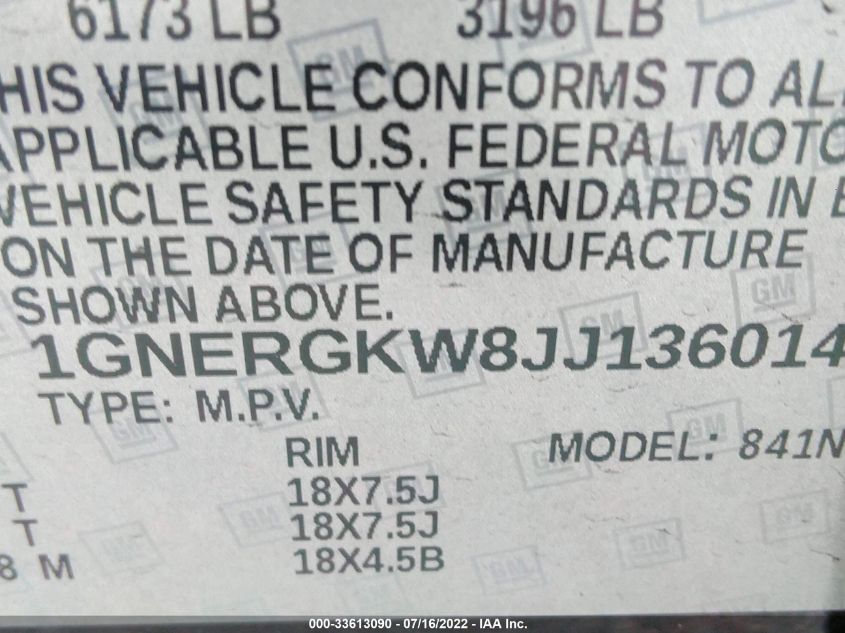 6173 LB 3196 LB
HIS VEHICLE CONFORMS TO ALL
APPLICABLE U.S. FEDERAL MOTO
VEHICLE SAFETY STANDARDS IN E
ON THE DATE OF MANUFACTURE
SHOWN ABOVE.
1GNERGKW8JJ136014
TYPE: M.P.V.
RIM MODEL: 841N
T 18X7.5J
T 18X7.5J
8 M 18X4.5B
000-33613090 - 07/16/2022 - IAA Inc.